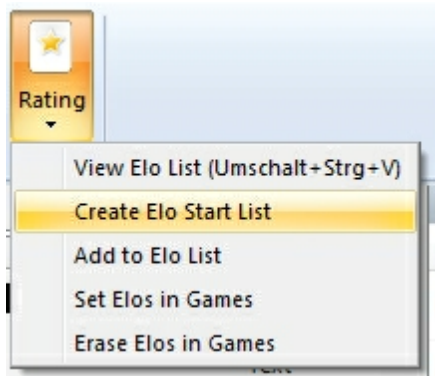 Rating
View Elo List (Umschalt+Strg+V)
Create Elo Start List
Add to Elo List
Set Elos in Games
Erase Elos in Games